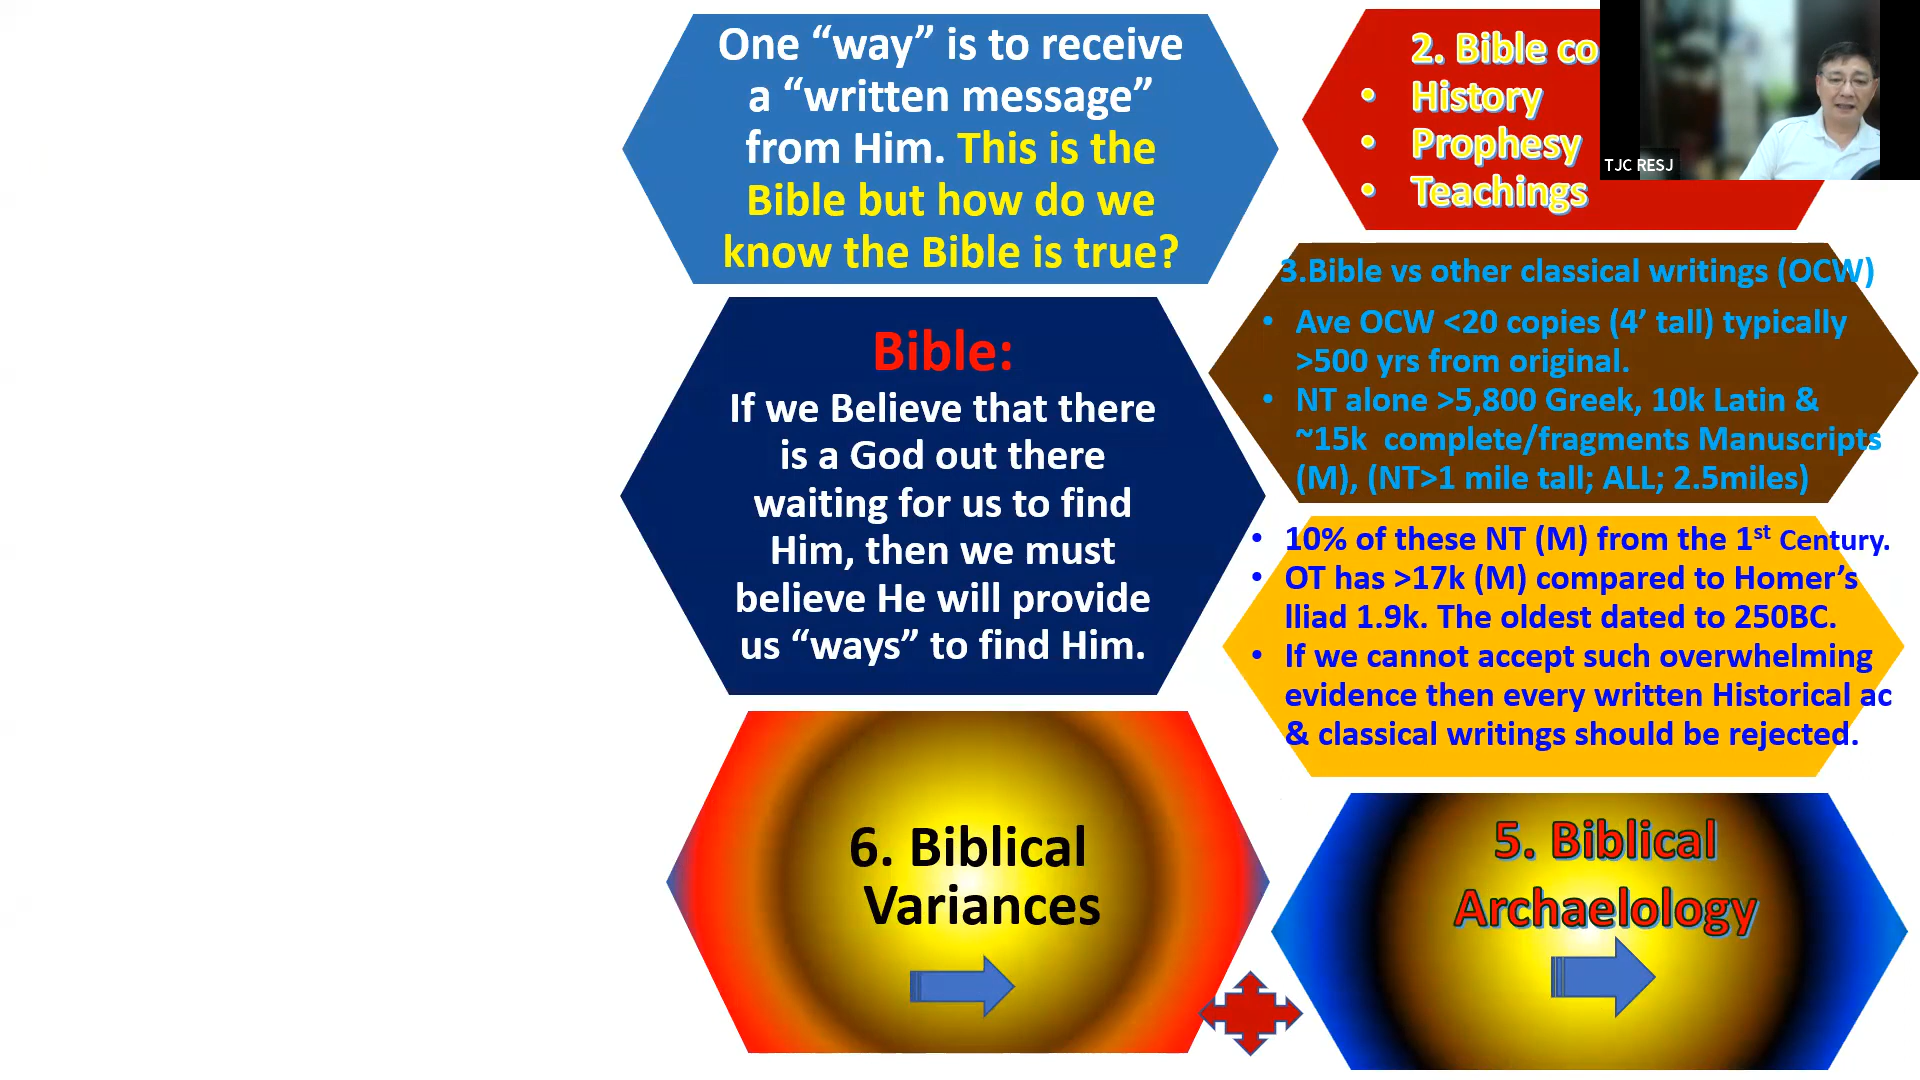 One “way” is to receive
a “written message”
from Him. This is the
Bible but how do we
know the Bible is true?
2. Bible co
• History
• Prophesy
• Teachings
TJC RESJ
3.Bible vs other classical writings (OCW)
• Ave OCW <20 copies (4’ tall) typically
>500 yrs from original.
• NT alone >5,800 Greek, 10k Latin &
~15k complete/fragments Manuscripts
(M), (NT>1 mile tall; ALL; 2.5miles)
Bible:
If we Believe that there
is a God out there
waiting for us to find
Him, then we must
believe He will provide
us “ways” to find Him.
• 10% of these NT (M) from the 1st Century.
• OT has >17k (M) compared to Homer’s
lliad 1.9k. The oldest dated to 250BC.
• If we cannot accept such overwhelming
evidence then every written Historical ac
& classical writings should be rejected.
6. Biblical
Variances
5. Biblical
Archaelology